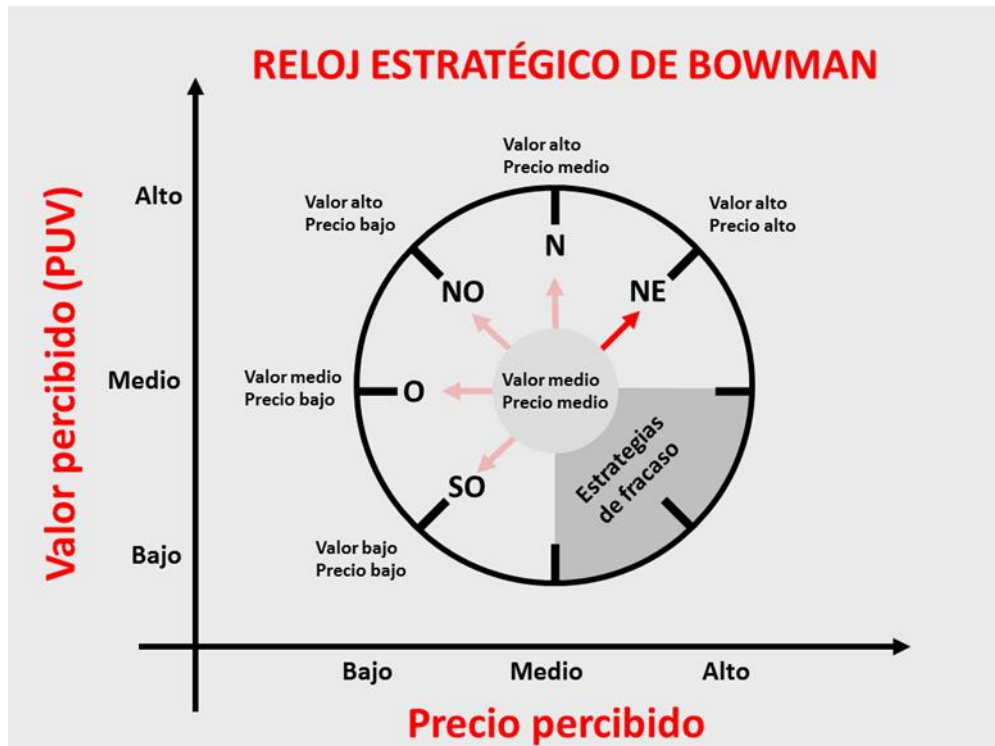 RELOJ ESTRATÉGICO DE BOWMAN
Valor percibido (PUV)
Alto
Medio
Bajo
Valor alto
Precio medio
Valor alto
Precio bajo
Valor alto
Precio alto
N
NO
NE
Valor medio
Precio bajo
O
Valor medio
Precio medio
SO
Estrategias
de fracaso
Valor bajo
Precio bajo
Bajo
Medio
Alto
Precio percibido